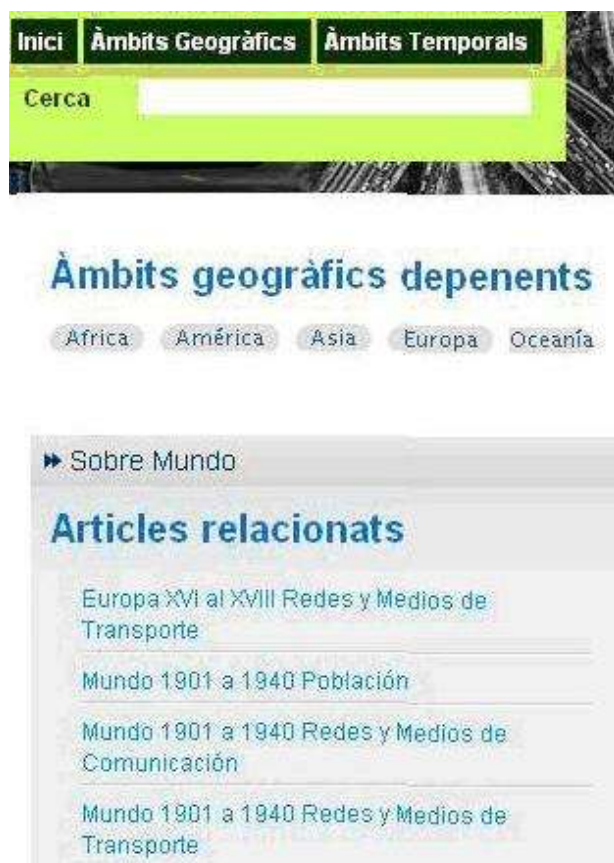 Inici Àmbits Geogràfics Àmbits Temporals
Cerca
Àmbits geogràfics depenents
Africa América Asia Europa Oceanía
Sobre Mundo
Articles relacionats
Europa XVI al XVIII Redes y Medios de
Transporte
Mundo 1901 a 1940 Población
Mundo 1901 a 1940 Redes y Medios de
Comunicación
Mundo 1901 a 1940 Redes y Medios de
Transporte